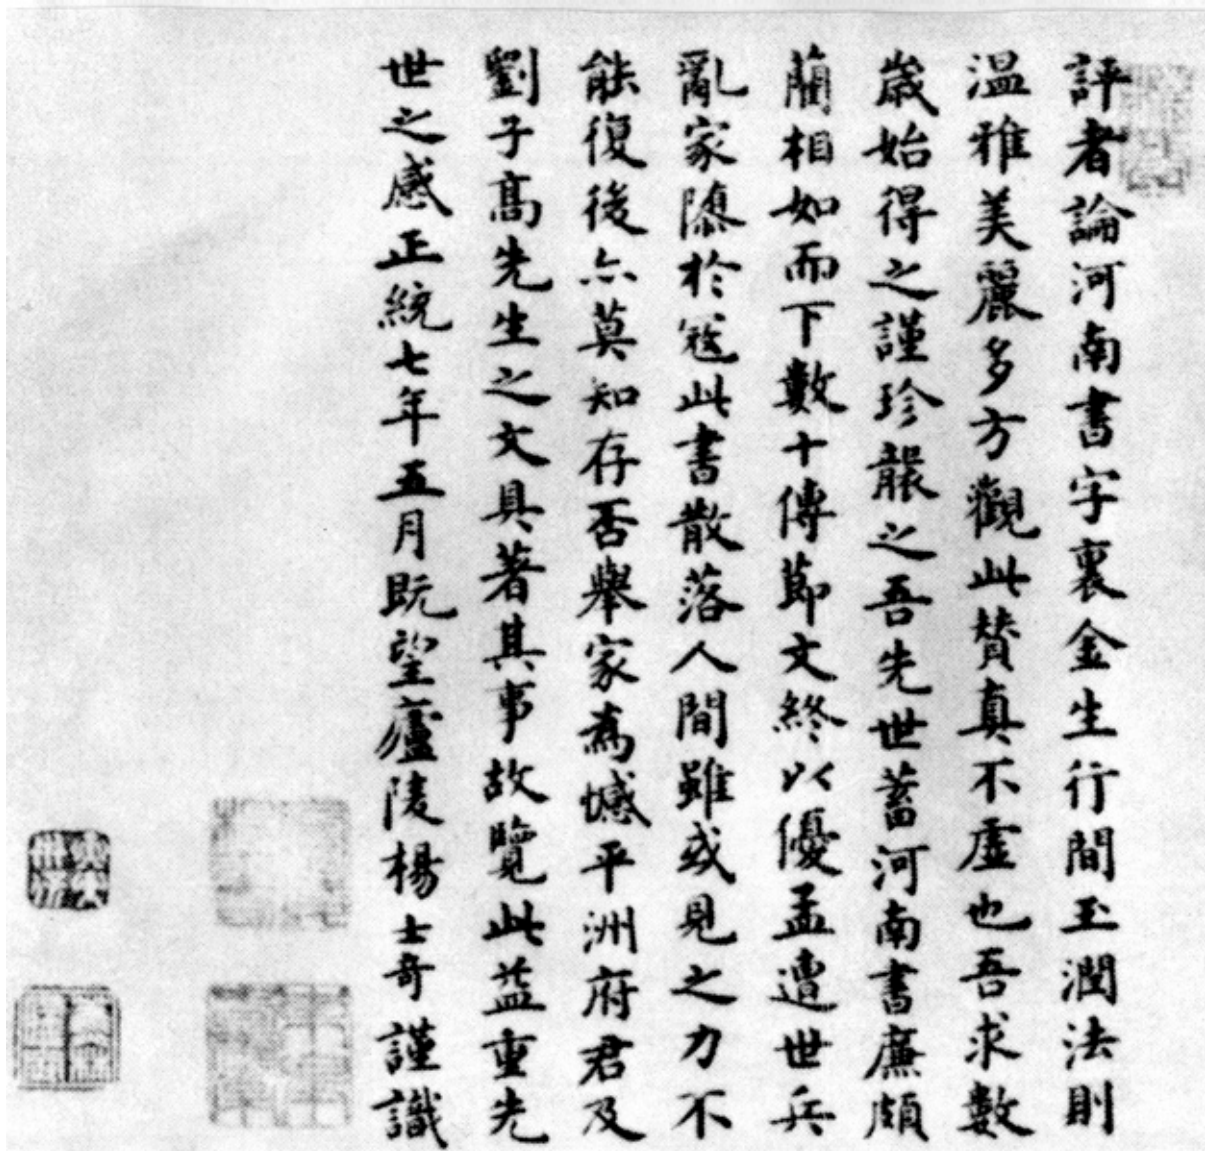 評者論河南書字裏金生行間玉潤法則
温雅美麗多方觀此贊真不虛也吾求數
歲始得之謹珍襲之吾先世蓄河南書廉頗
藺相如而下數十傳節文終以優孟遭世兵
亂家隳於寇此書散落人間雖或見之力不
能復後亦莫知存否舉家為憾平洲府君及
劉子高先生之文具著其事故覽此益重先
世之感正統七年五月既望廬陵楊士奇謹識